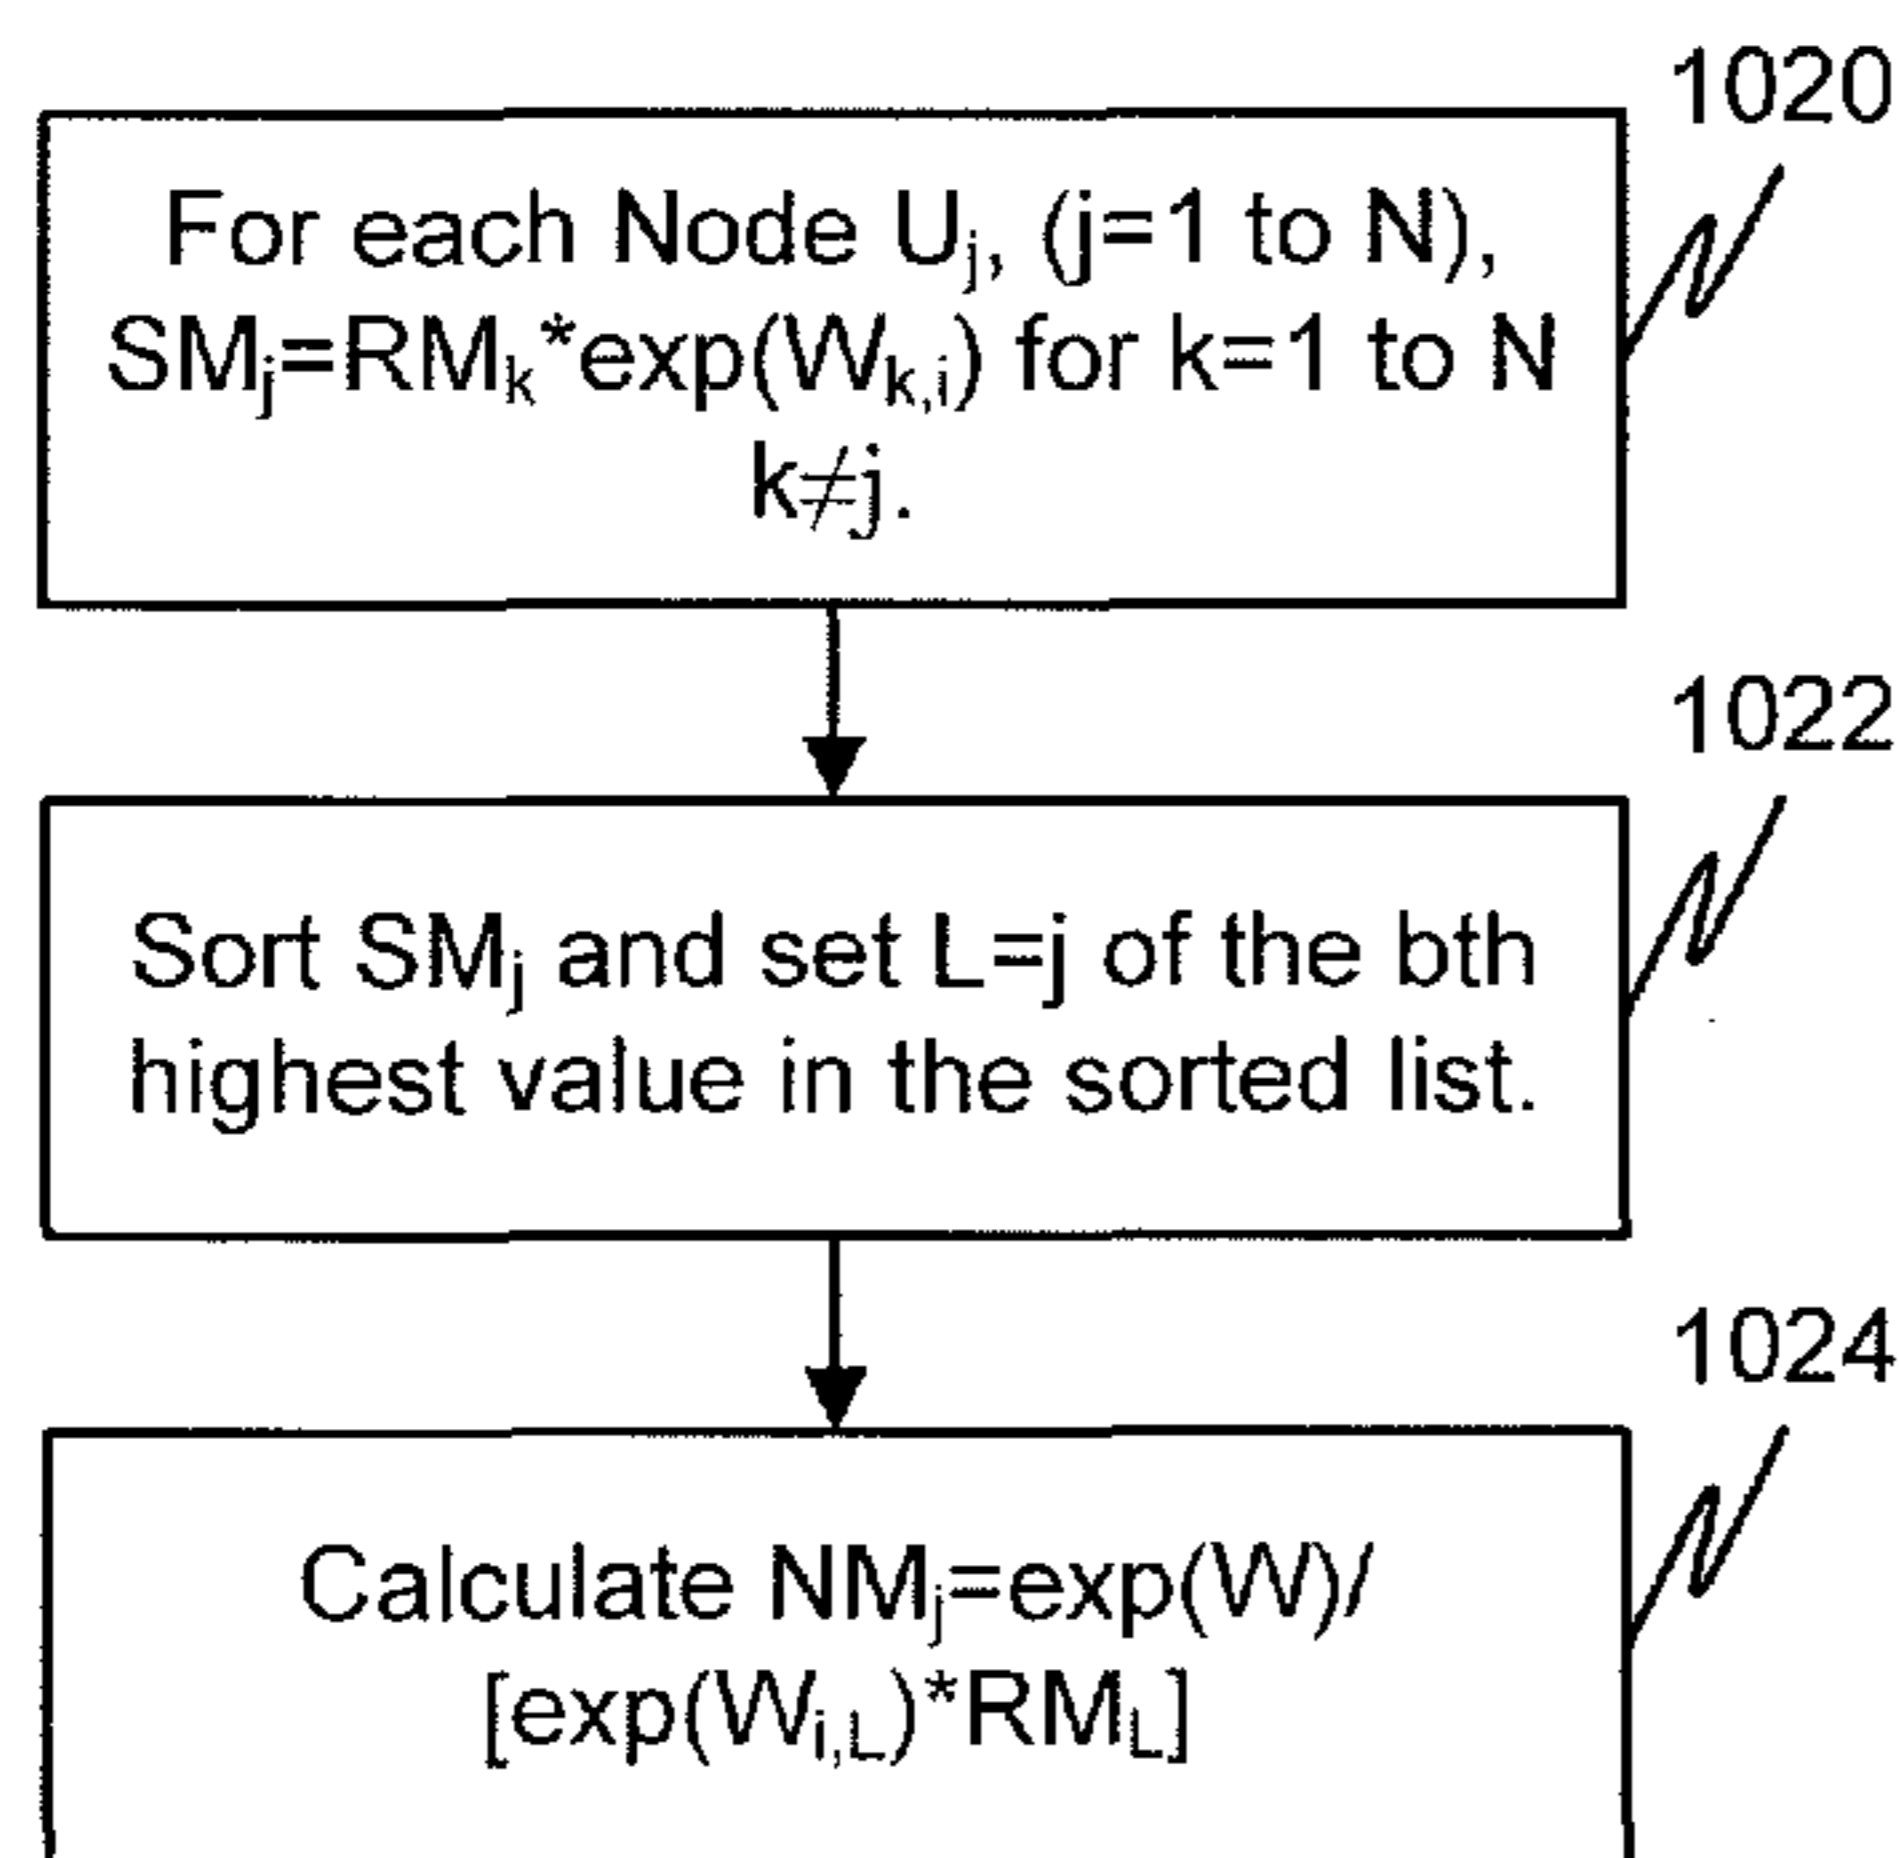 1020
For each Node Uj, (j=1 to N),
SMj=RMk*exp(Wk,i) for k=1 to N
k≠j.
1022
Sort SMj and set L=j of the bth
highest value in the sorted list.
1024
Calculate NMj=exp(W)/
[exp(Wi,L)*RML]